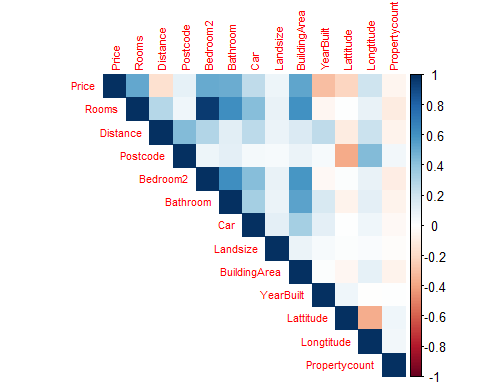 Price
Rooms
Distance
Postcode
Bedroom2
Bathroom
Car
Landsize
BuildingArea
YearBuilt
Lattitude
Longtitude
Propertycount
Price
Rooms
Distance
Postcode
Bedroom2
Bathroom
Car
Landsize
BuildingArea
YearBuilt
Lattitude
Longtitude
Propertycount
1
0.8
0.6
0.4
0.2
0
-0.2
-0.4
-0.6
-0.8
-1